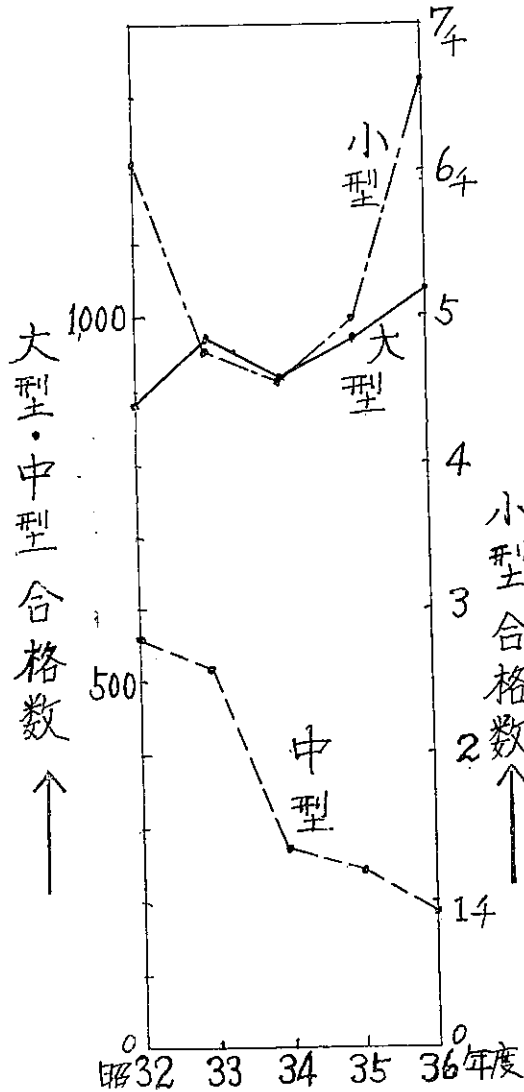 7千
小型
6千
1,000
5
大型
大型・中型 合格数
4
小型 合格数
3
500
2
中型
1千
0
0
昭32 33 34 35 36年度